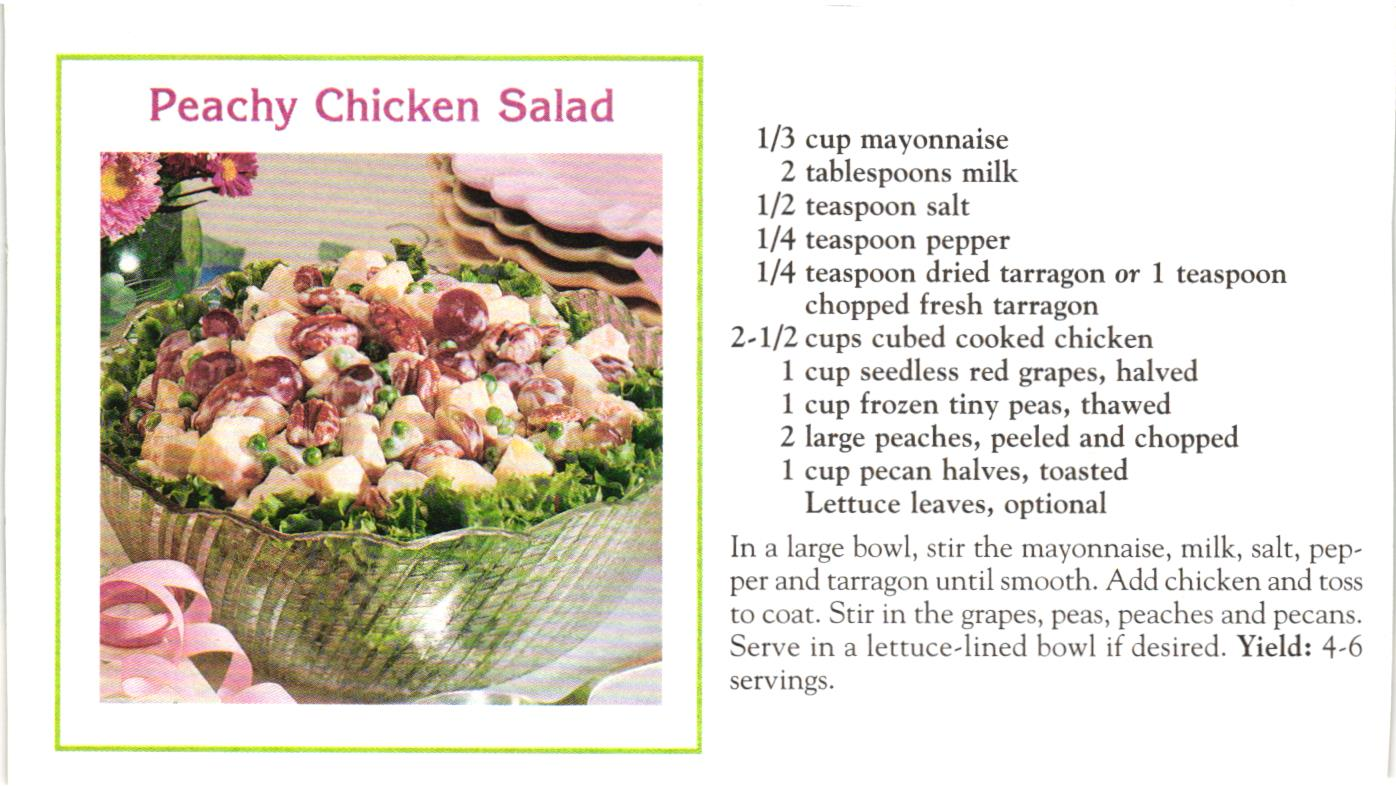 Peachy Chicken Salad
1/3 cup mayonnaise
2 tablespoons milk
1/2 teaspoon salt
1/4 teaspoon pepper
1/4 teaspoon dried tarragon or 1 teaspoon
chopped fresh tarragon
2-1/2 cups cubed cooked chicken
1 cup seedless red grapes, halved
1 cup frozen tiny peas, thawed
2 large peaches, peeled and chopped
1 cup pecan halves, toasted
Lettuce leaves, optional
In a large bowl, stir the mayonnaise, milk, salt, pep-
per and tarragon until smooth. Add chicken and toss
to coat. Stir in the grapes, peas, peaches and pecans.
Serve in a lettuce-lined bowl if desired. Yield: 4-6
servings.